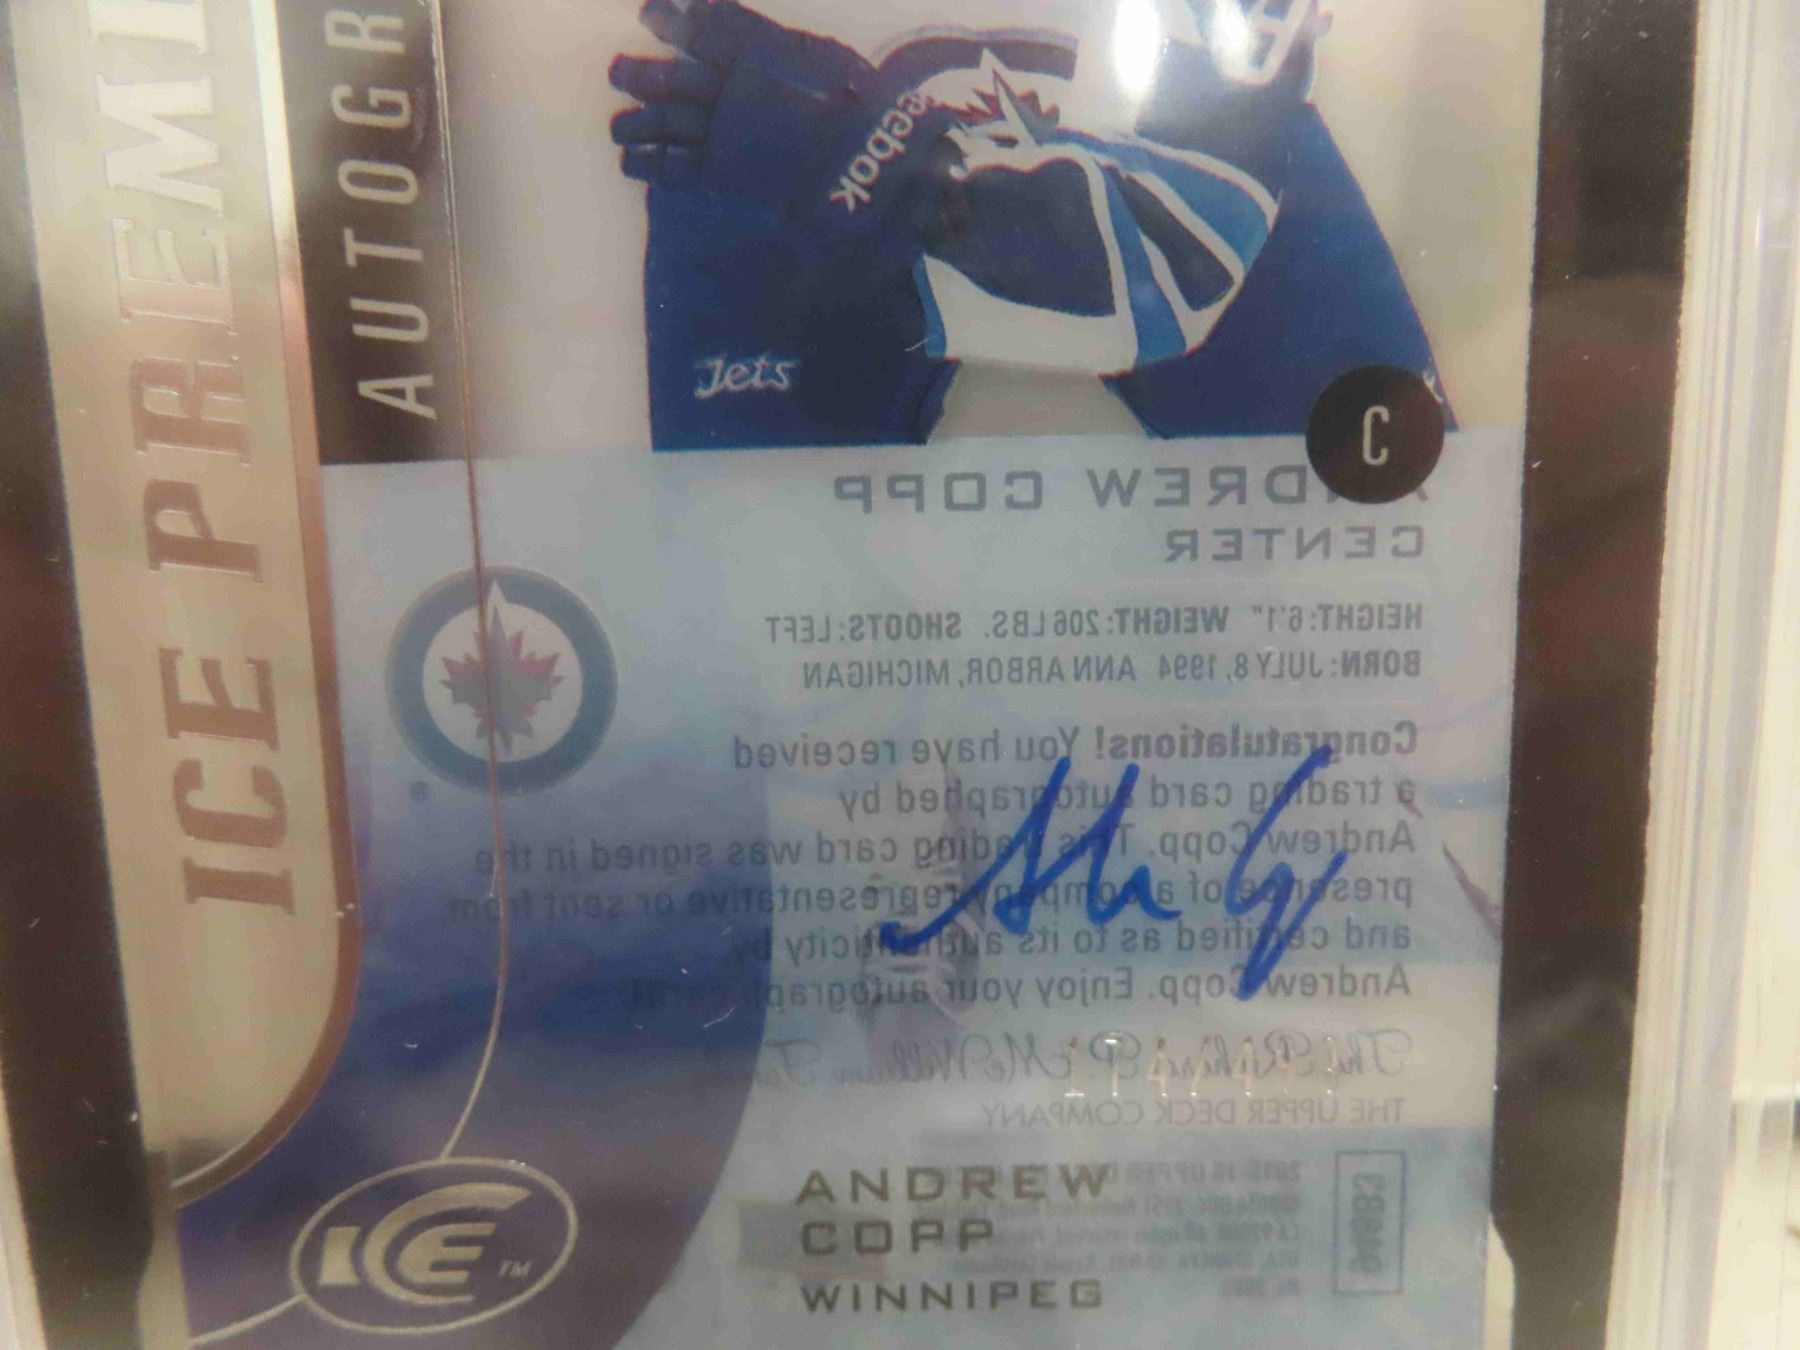 ICE PREMI
AUTOGR
eebok
Jets
C
ANDREW COPP
CENTER
HEIGHT: 6'1" WEIGHT: 206 LBS. SHOOTS: LEFT
BORN: JULY 8, 1994 ANN ARBOR, MICHIGAN
Congratulations! You have received
a trading card autographed by
Andrew Copp. This trading card was signed in the
presence of a company representative or sent from
and certified as to its authenticity by
Andrew Copp. Enjoy your autograph card!
THE UPPER DECK COMPANY
ANDREW
COPP
WINNIPEG
ICE TM